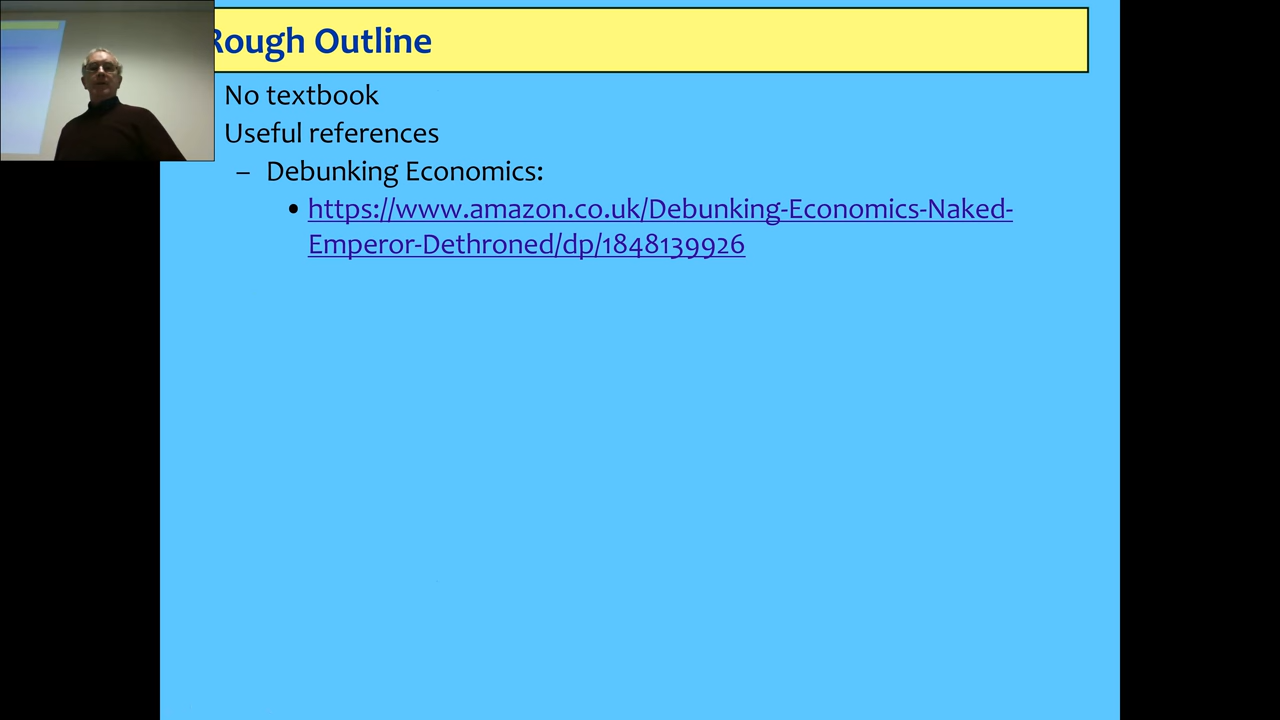 Rough Outline
No textbook
Useful references
– Debunking Economics:
• https://www.amazon.co.uk/Debunking-Economics-Naked-
Emperor-Dethroned/dp/1848139926